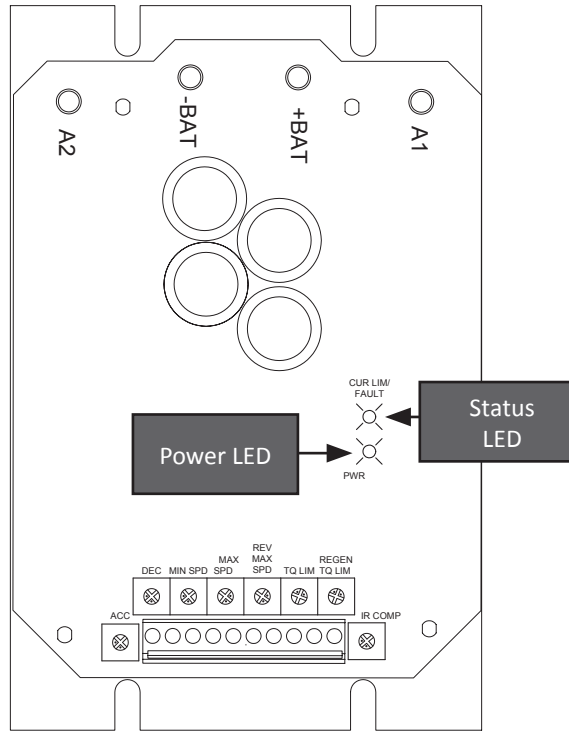 A2
-BAT
+BAT
A1
CUR LIM/
FAULT
Status
LED
Power LED
PWR
DEC
MIN SPD
MAX
SPD
REV
MAX
SPD
TQ LIM
REGEN
TQ LIM
ACC
IR COMP